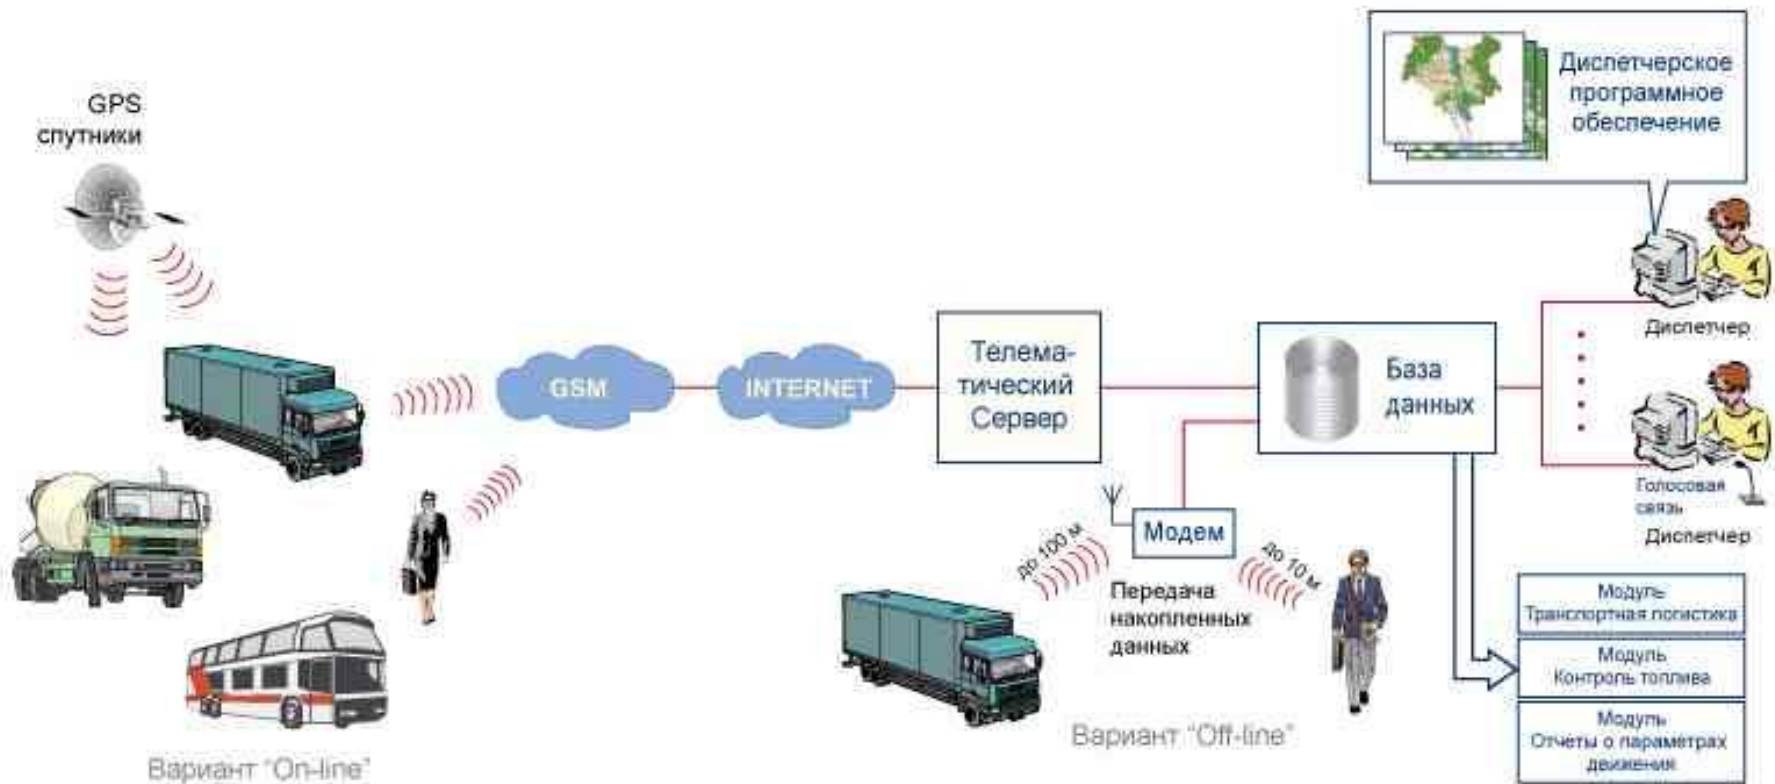 GPS
спутники
GSM
INTERNET
Телема-
тический
Сервер
База
данных
Диспетчерское
программное
обеспечение
Диспетчер
Голосовая
связь
Диспетчер
Модем
до 100 м
до 10 м
Передача
накопленных
данных
Модуль
Транспортная логистика
Модуль
Контроль топлива
Модуль
Отчеты о параметрах
движения
Вариант "On-line"
Вариант "Off-line"